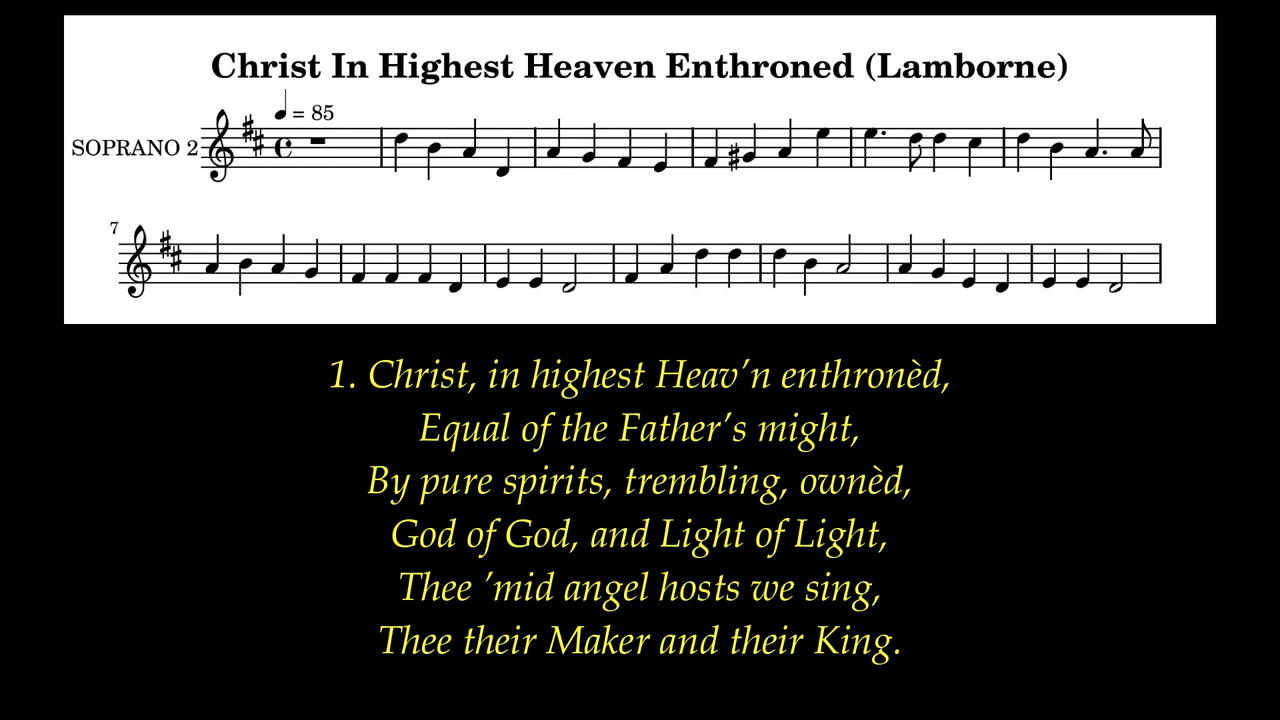 Christ In Highest Heaven Enthroned (Lamborne)
= 85
SOPRANO 2
7
1. Christ, in highest Heav’n enthronèd,
Equal of the Father’s might,
By pure spirits, trembling, ownèd,
God of God, and Light of Light,
Thee ’mid angel hosts we sing,
Thee their Maker and their King.